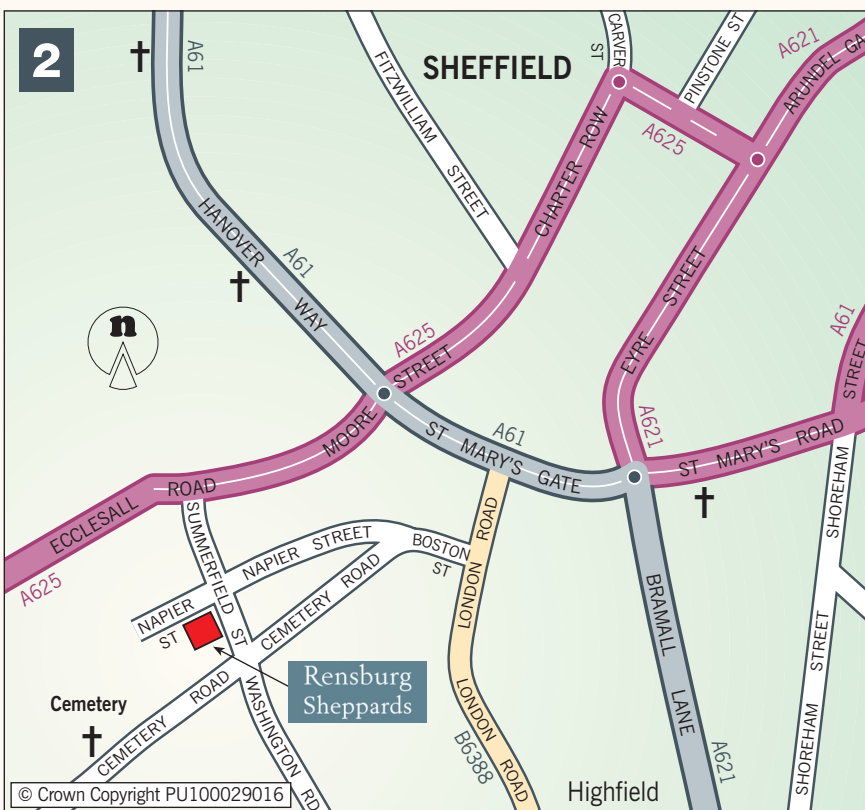 2
A61
SHEFFIELD
CARVER
ST
PINSTONE ST
A621
ARUNDEL GA
FITZWILLIAM
STREET
A625
CHARTER ROW
HANOVER
WAY
A61
n
A625
EYRE
STREET
A61
STREET
MOORE
STREET
ST MARY'S
GATE
A61
A621
ST MARY'S
ROAD
ECCLESALL
ROAD
A625
SUMMERFIELD
ST
NAPIER
STREET
BOSTON
ST
LONDON
ROAD
SHOREHAM
STREET
BRAMALL
LANE
NAPIER
ST
CEMETERY
ROAD
Rensburg
Sheppards
Cemetery
CEMETERY
ROAD
WASHINGTON RD
LONDON
ROAD
B6388
A621
SHOREHAM
Highfield
© Crown Copyright PU100029016